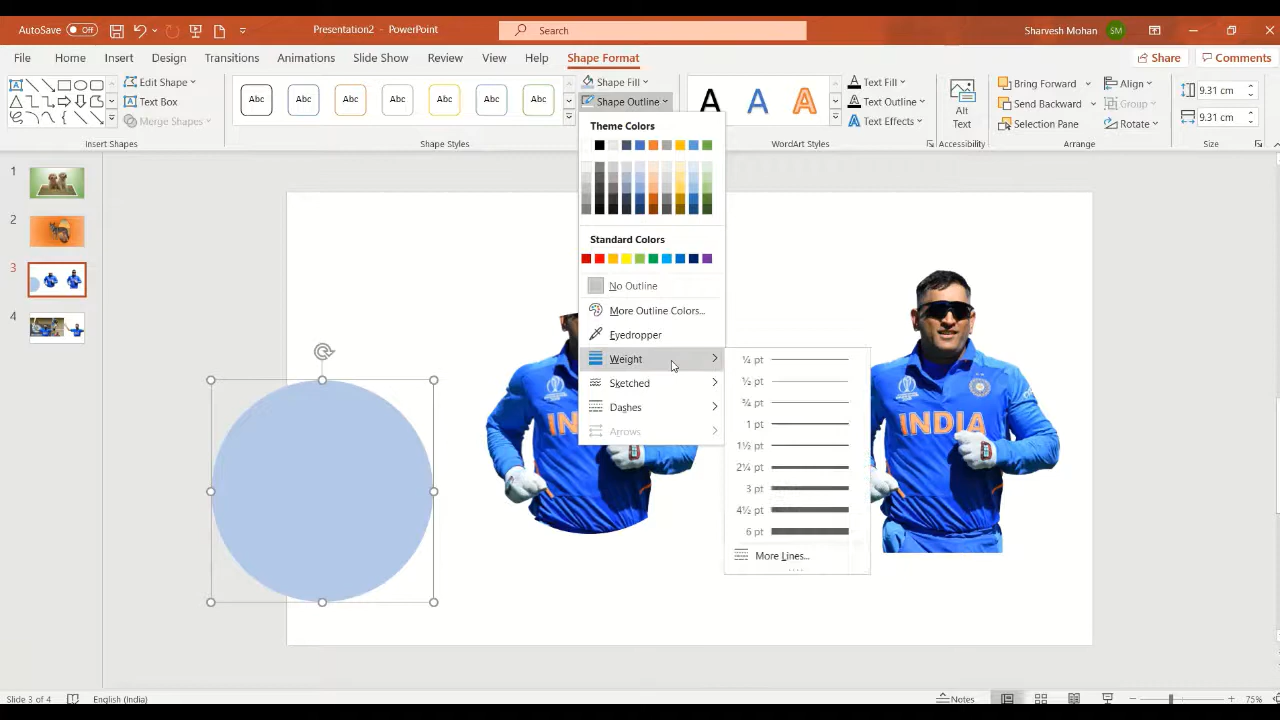 AutoSave Off Presentation2 - PowerPoint Search Sharvesh Mohan SM
File Home Insert Design Transitions Animations Slide Show Review View Help Shape Format Share Comments
Edit Shape
Text Box
Merge Shapes
Insert Shapes
Abc Abc Abc Abc Abc Abc Abc
Shape Styles
Shape Fill
Shape Outline
A A A
WordArt Styles
Text Fill
Text Outline
Text Effects
Alt
Text
Accessibility
Bring Forward
Send Backward
Selection Pane
Align
Group
Rotate
Arrange
9.31 cm
9.31 cm
Size
Theme Colors
Standard Colors
No Outline
More Outline Colors...
Eyedropper
Weight
Sketched
Dashes
Arrows
¼ pt
½ pt
¾ pt
1 pt
1½ pt
2¼ pt
3 pt
4½ pt
6 pt
More Lines...
1
2
3
4
INDIA
Slide 3 of 4 English (India) Notes 75%